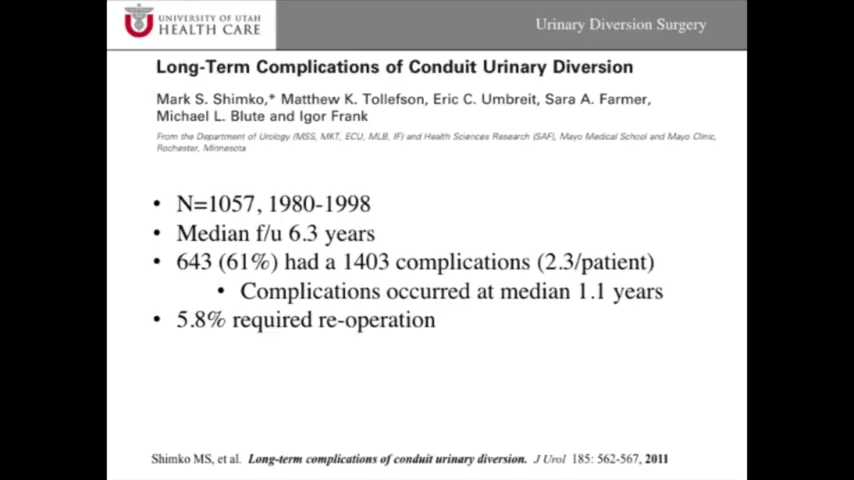 UNIVERSITY OF UTAH
HEALTH CARE
Urinary Diversion Surgery
Long-Term Complications of Conduit Urinary Diversion
Mark S. Shimko,* Matthew K. Tollefson, Eric C. Umbreit, Sara A. Farmer,
Michael L. Blute and Igor Frank
From the Department of Urology (MSS, MKT, ECU, MLB, IF) and Health Sciences Research (SAF), Mayo Medical School and Mayo Clinic,
Rochester, Minnesota
• N=1057, 1980-1998
• Median f/u 6.3 years
• 643 (61%) had a 1403 complications (2.3/patient)
• Complications occurred at median 1.1 years
• 5.8% required re-operation
Shimko MS, et al. Long-term complications of conduit urinary diversion. J Urol 185: 562-567, 2011